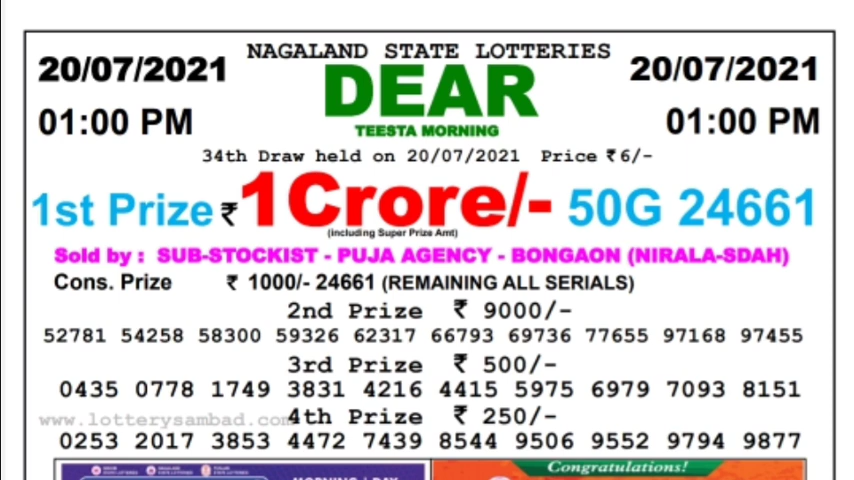 NAGALAND STATE LOTTERIES
20/07/2021 DEAR 20/07/2021
01:00 PM TEESTA MORNING 01:00 PM
34th Draw held on 20/07/2021 Price ₹6/-
1st Prize ₹1Crore/- 50G 24661
(including Super Prize Amt)
Sold by : SUB-STOCKIST - PUJA AGENCY - BONGAON (NIRALA-SDAH)
Cons. Prize ₹ 1000/- 24661 (REMAINING ALL SERIALS)
2nd Prize ₹ 9000/-
52781 54258 58300 59326 62317 66793 69736 77655 97168 97455
3rd Prize ₹ 500/-
0435 0778 1749 3831 4216 4415 5975 6979 7093 8151
www.lotterysambad.com 4th Prize ₹ 250/-
0253 2017 3853 4472 7439 8544 9506 9552 9794 9877
Congratulations!